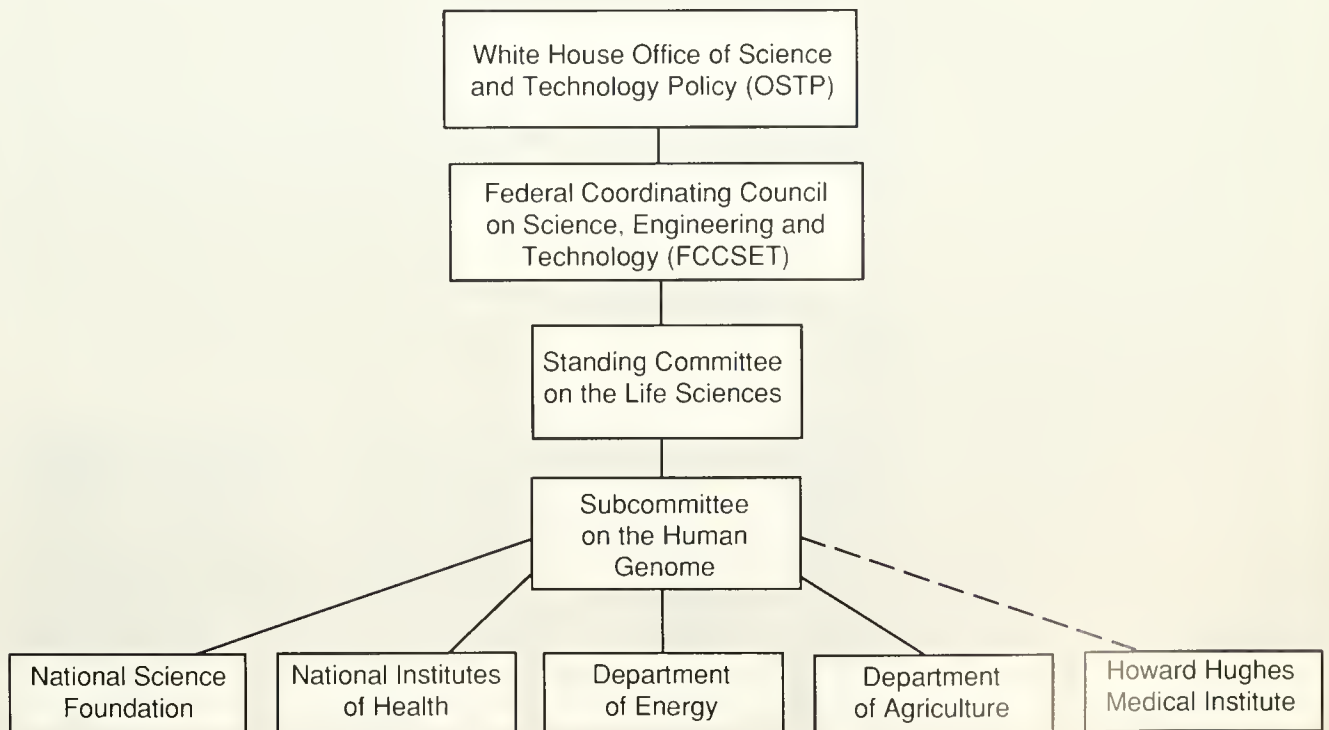 White House Office of Science
and Technology Policy (OSTP)
Federal Coordinating Council
on Science, Engineering and
Technology (FCCSET)
Standing Committee
on the Life Sciences
Subcommittee
on the Human
Genome
National Science
Foundation
National Institutes
of Health
Department
of Energy
Department
of Agriculture
Howard Hughes
Medical Institute